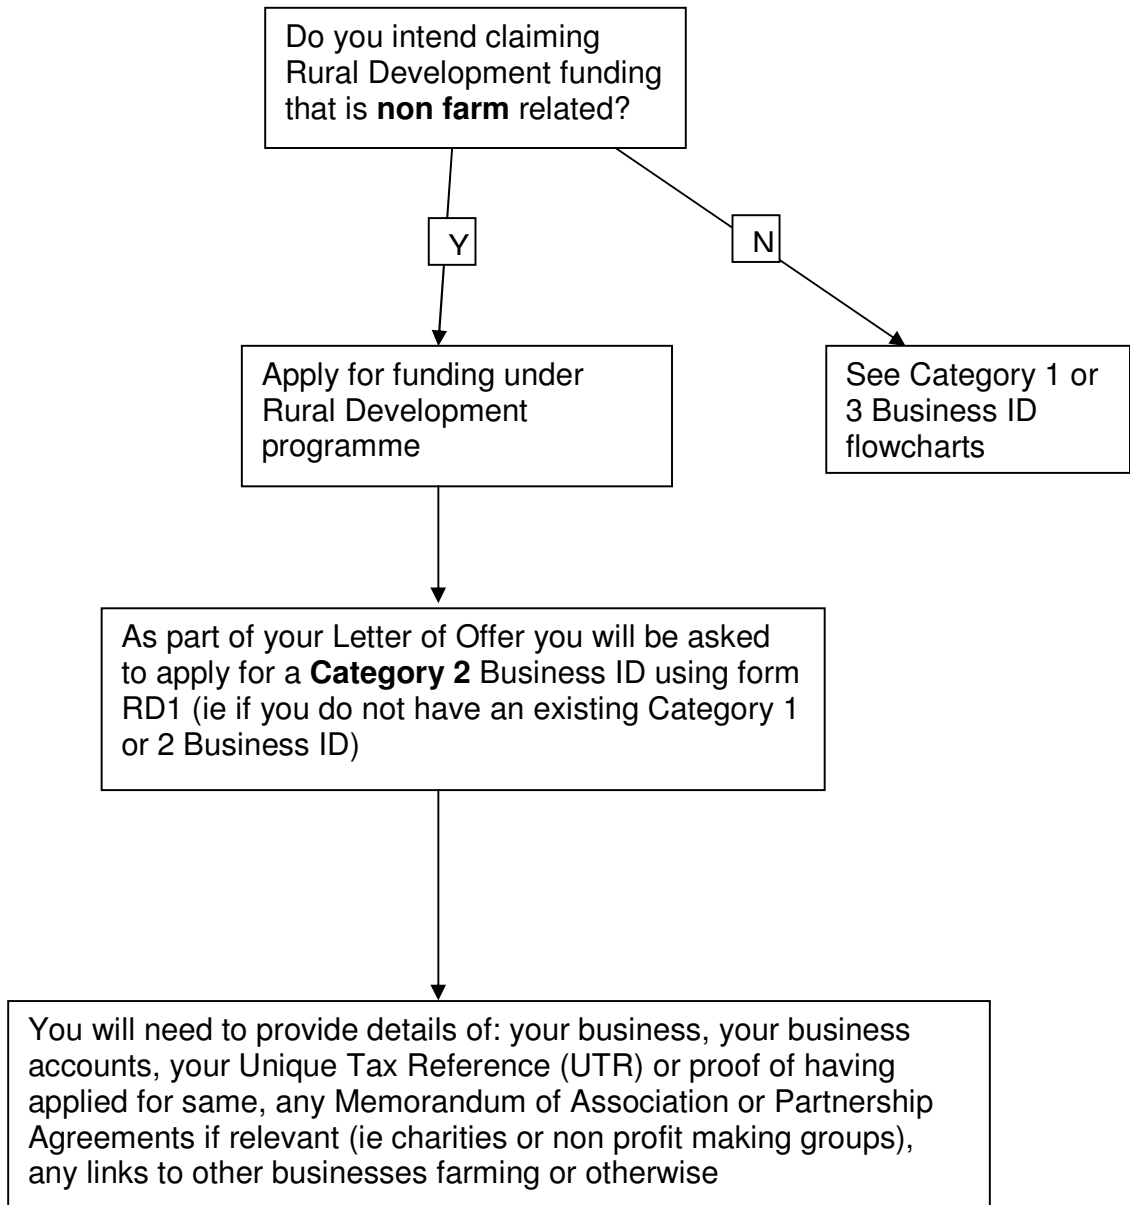 Do you intend claiming
Rural Development funding
that is non farm related?
Y
N
Apply for funding under
Rural Development
programme
See Category 1 or
3 Business ID
flowcharts
As part of your Letter of Offer you will be asked
to apply for a Category 2 Business ID using form
RD1 (ie if you do not have an existing Category 1
or 2 Business ID)
You will need to provide details of: your business, your business
accounts, your Unique Tax Reference (UTR) or proof of having
applied for same, any Memorandum of Association or Partnership
Agreements if relevant (ie charities or non profit making groups),
any links to other businesses farming or otherwise